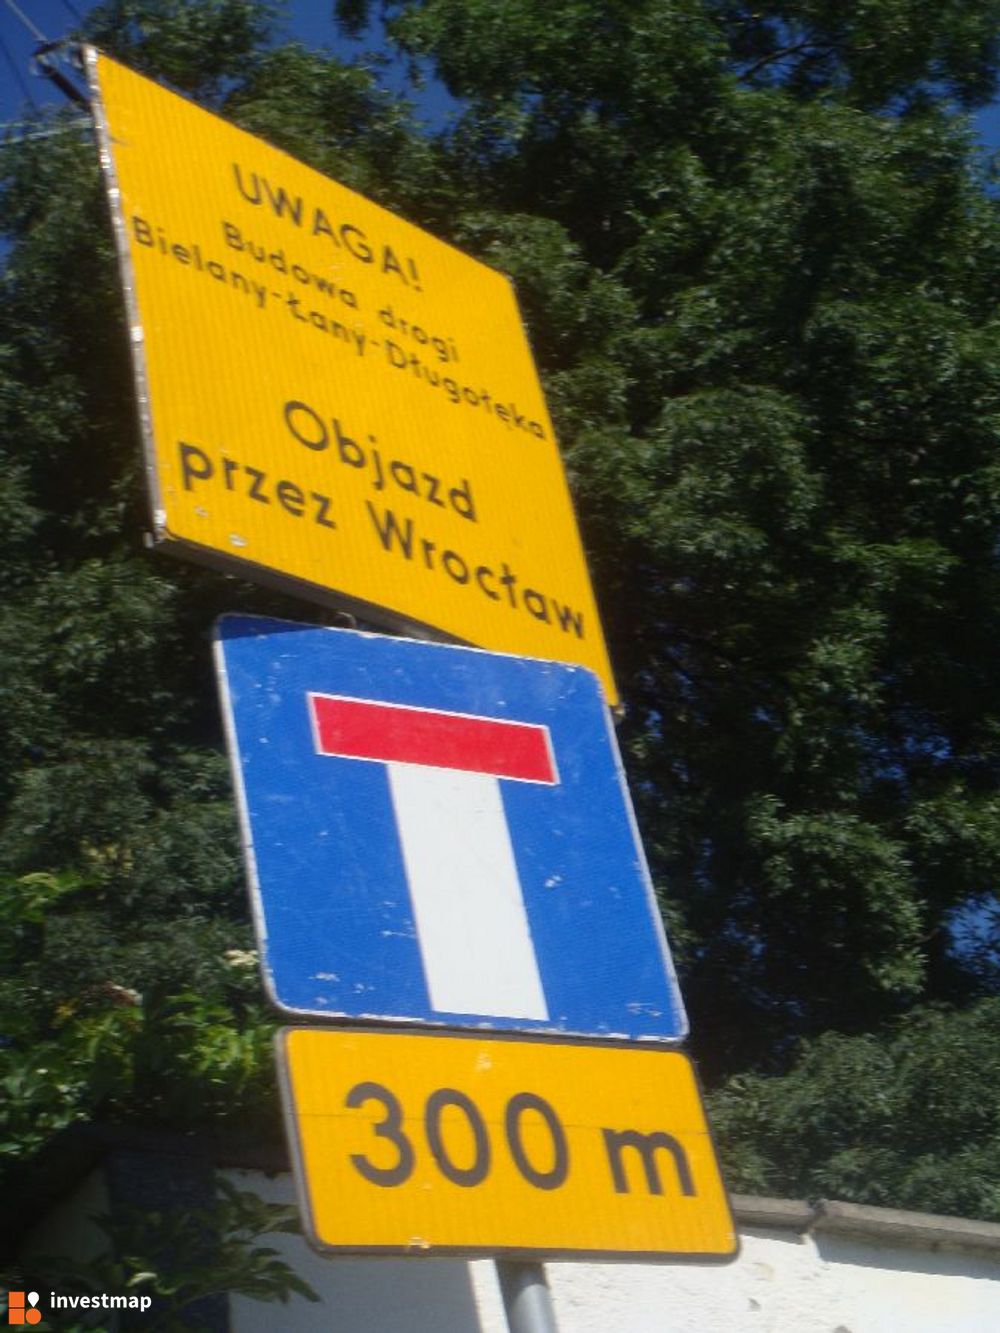 UWAGA!
Budowa drogi
Bielany-Łany-Długołęka
Objazd
przez Wrocław
300 m
investmap